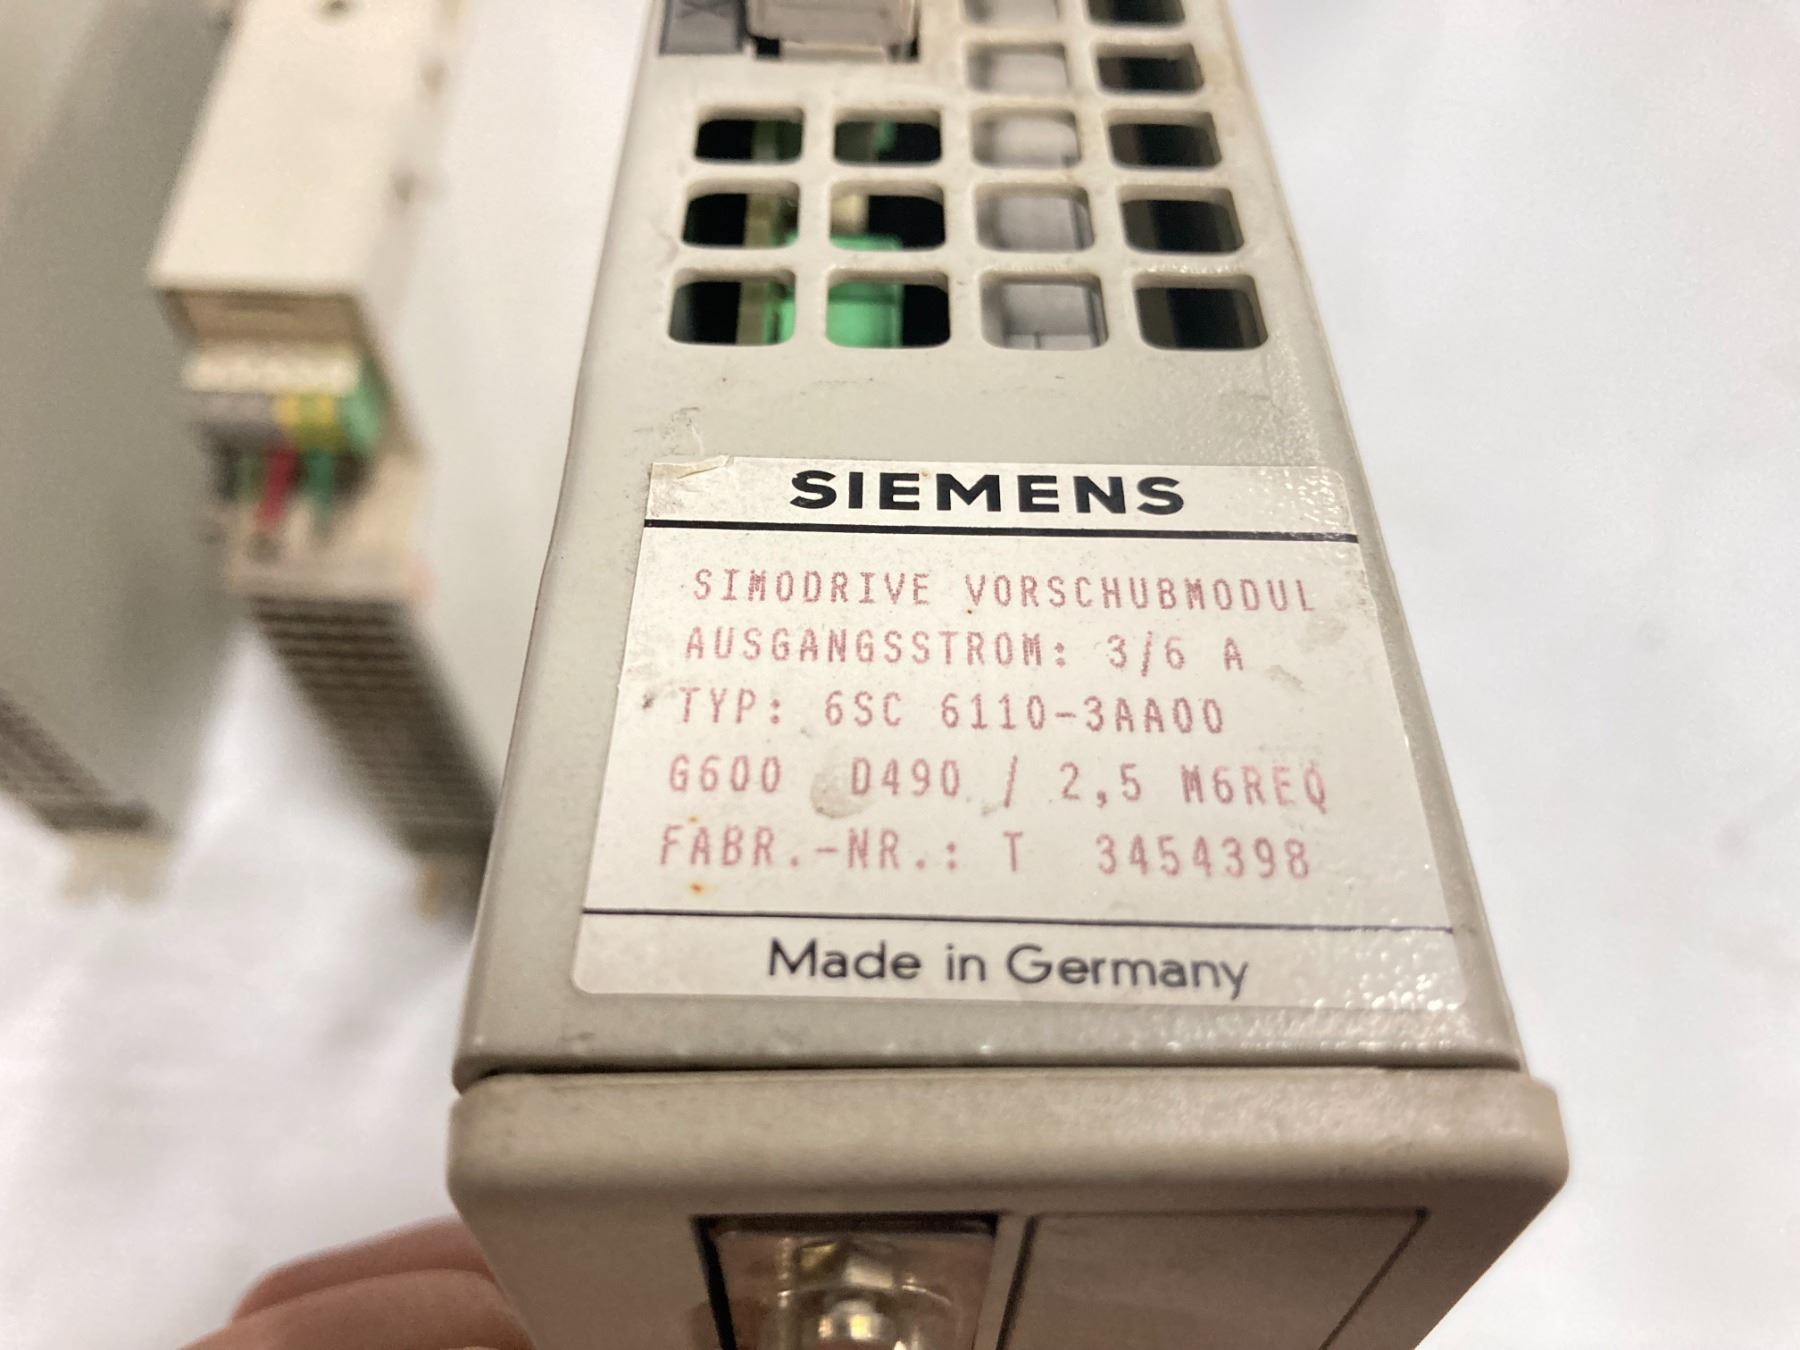 SIEMENS
SIMODRIVE VORSCHUBMODUL
AUSGANGSSTROM: 3/6 A
TYP: 6SC 6110-3AA00
G600 D490 / 2,5 M6REQ
FABR.-NR.: T 3454398
Made in Germany